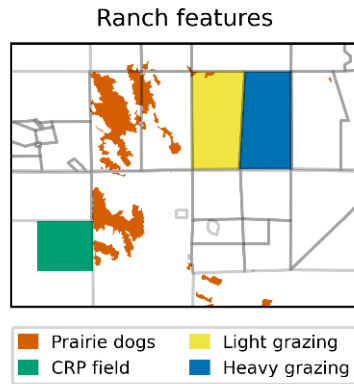 Ranch features
Prairie dogs
Light grazing
CRP field
Heavy grazing